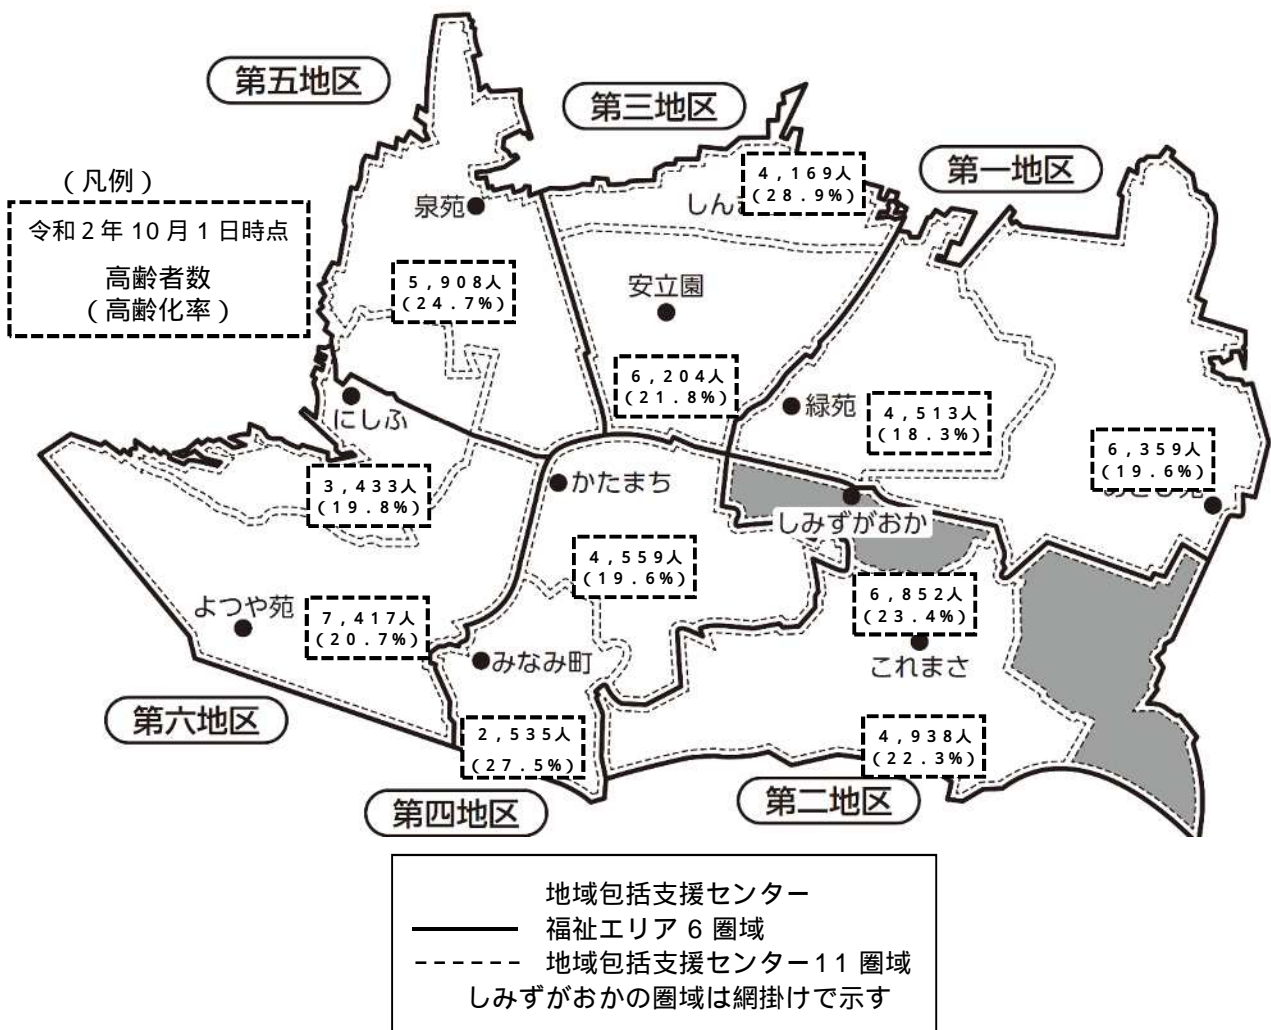 第五地区
第三地区
第一地区
(凡例)
令和2年10月1日時点
高齢者数
(高齢化率)
4,169人
(28.9%)
しん
泉苑
5,908人
(24.7%)
安立園
6,204人
(21.8%)
緑苑
4,513人
(18.3%)
6,359人
(19.6%)
にしふ
3,433人
(19.8%)
かたまち
しみずがおか
4,559人
(19.6%)
6,852人
(23.4%)
これまさ
よつや苑
7,417人
(20.7%)
みなみ町
第六地区
2,535人
(27.5%)
4,938人
(22.3%)
第四地区
第二地区
地域包括支援センター
福祉エリア6圏域
地域包括支援センター11圏域
しみずがおかの圏域は網掛けで示す